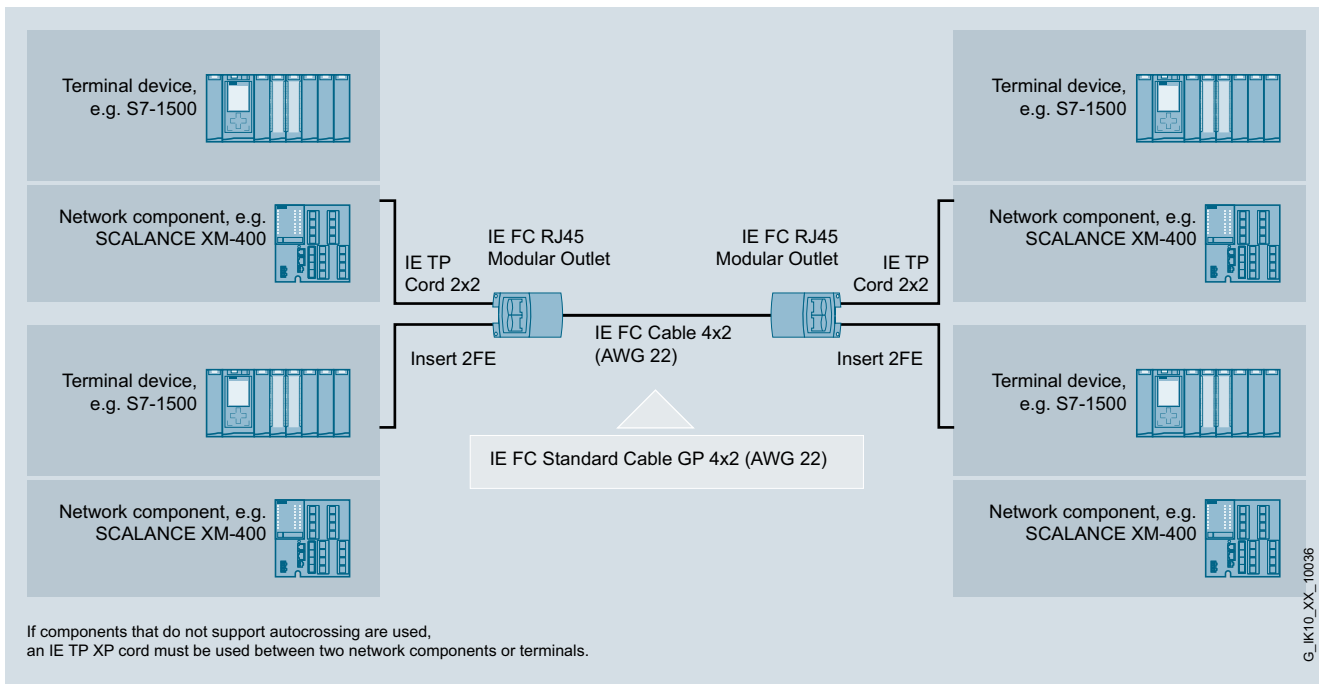 Terminal device,
e.g. S7-1500
Network component, e.g.
SCALANCE XM-400
Terminal device,
e.g. S7-1500
Network component, e.g.
SCALANCE XM-400
IE TP
Cord 2x2
IE FC RJ45
Modular Outlet
Insert 2FE
IE FC Cable 4x2
(AWG 22)
IE FC Standard Cable GP 4x2 (AWG 22)
IE FC RJ45
Modular Outlet
IE TP
Cord 2x2
Insert 2FE
Terminal device,
e.g. S7-1500
Network component, e.g.
SCALANCE XM-400
Terminal device,
e.g. S7-1500
Network component, e.g.
SCALANCE XM-400
If components that do not support autocrossing are used,
an IE TP XP cord must be used between two network components or terminals.
G_IK10_XX_10036